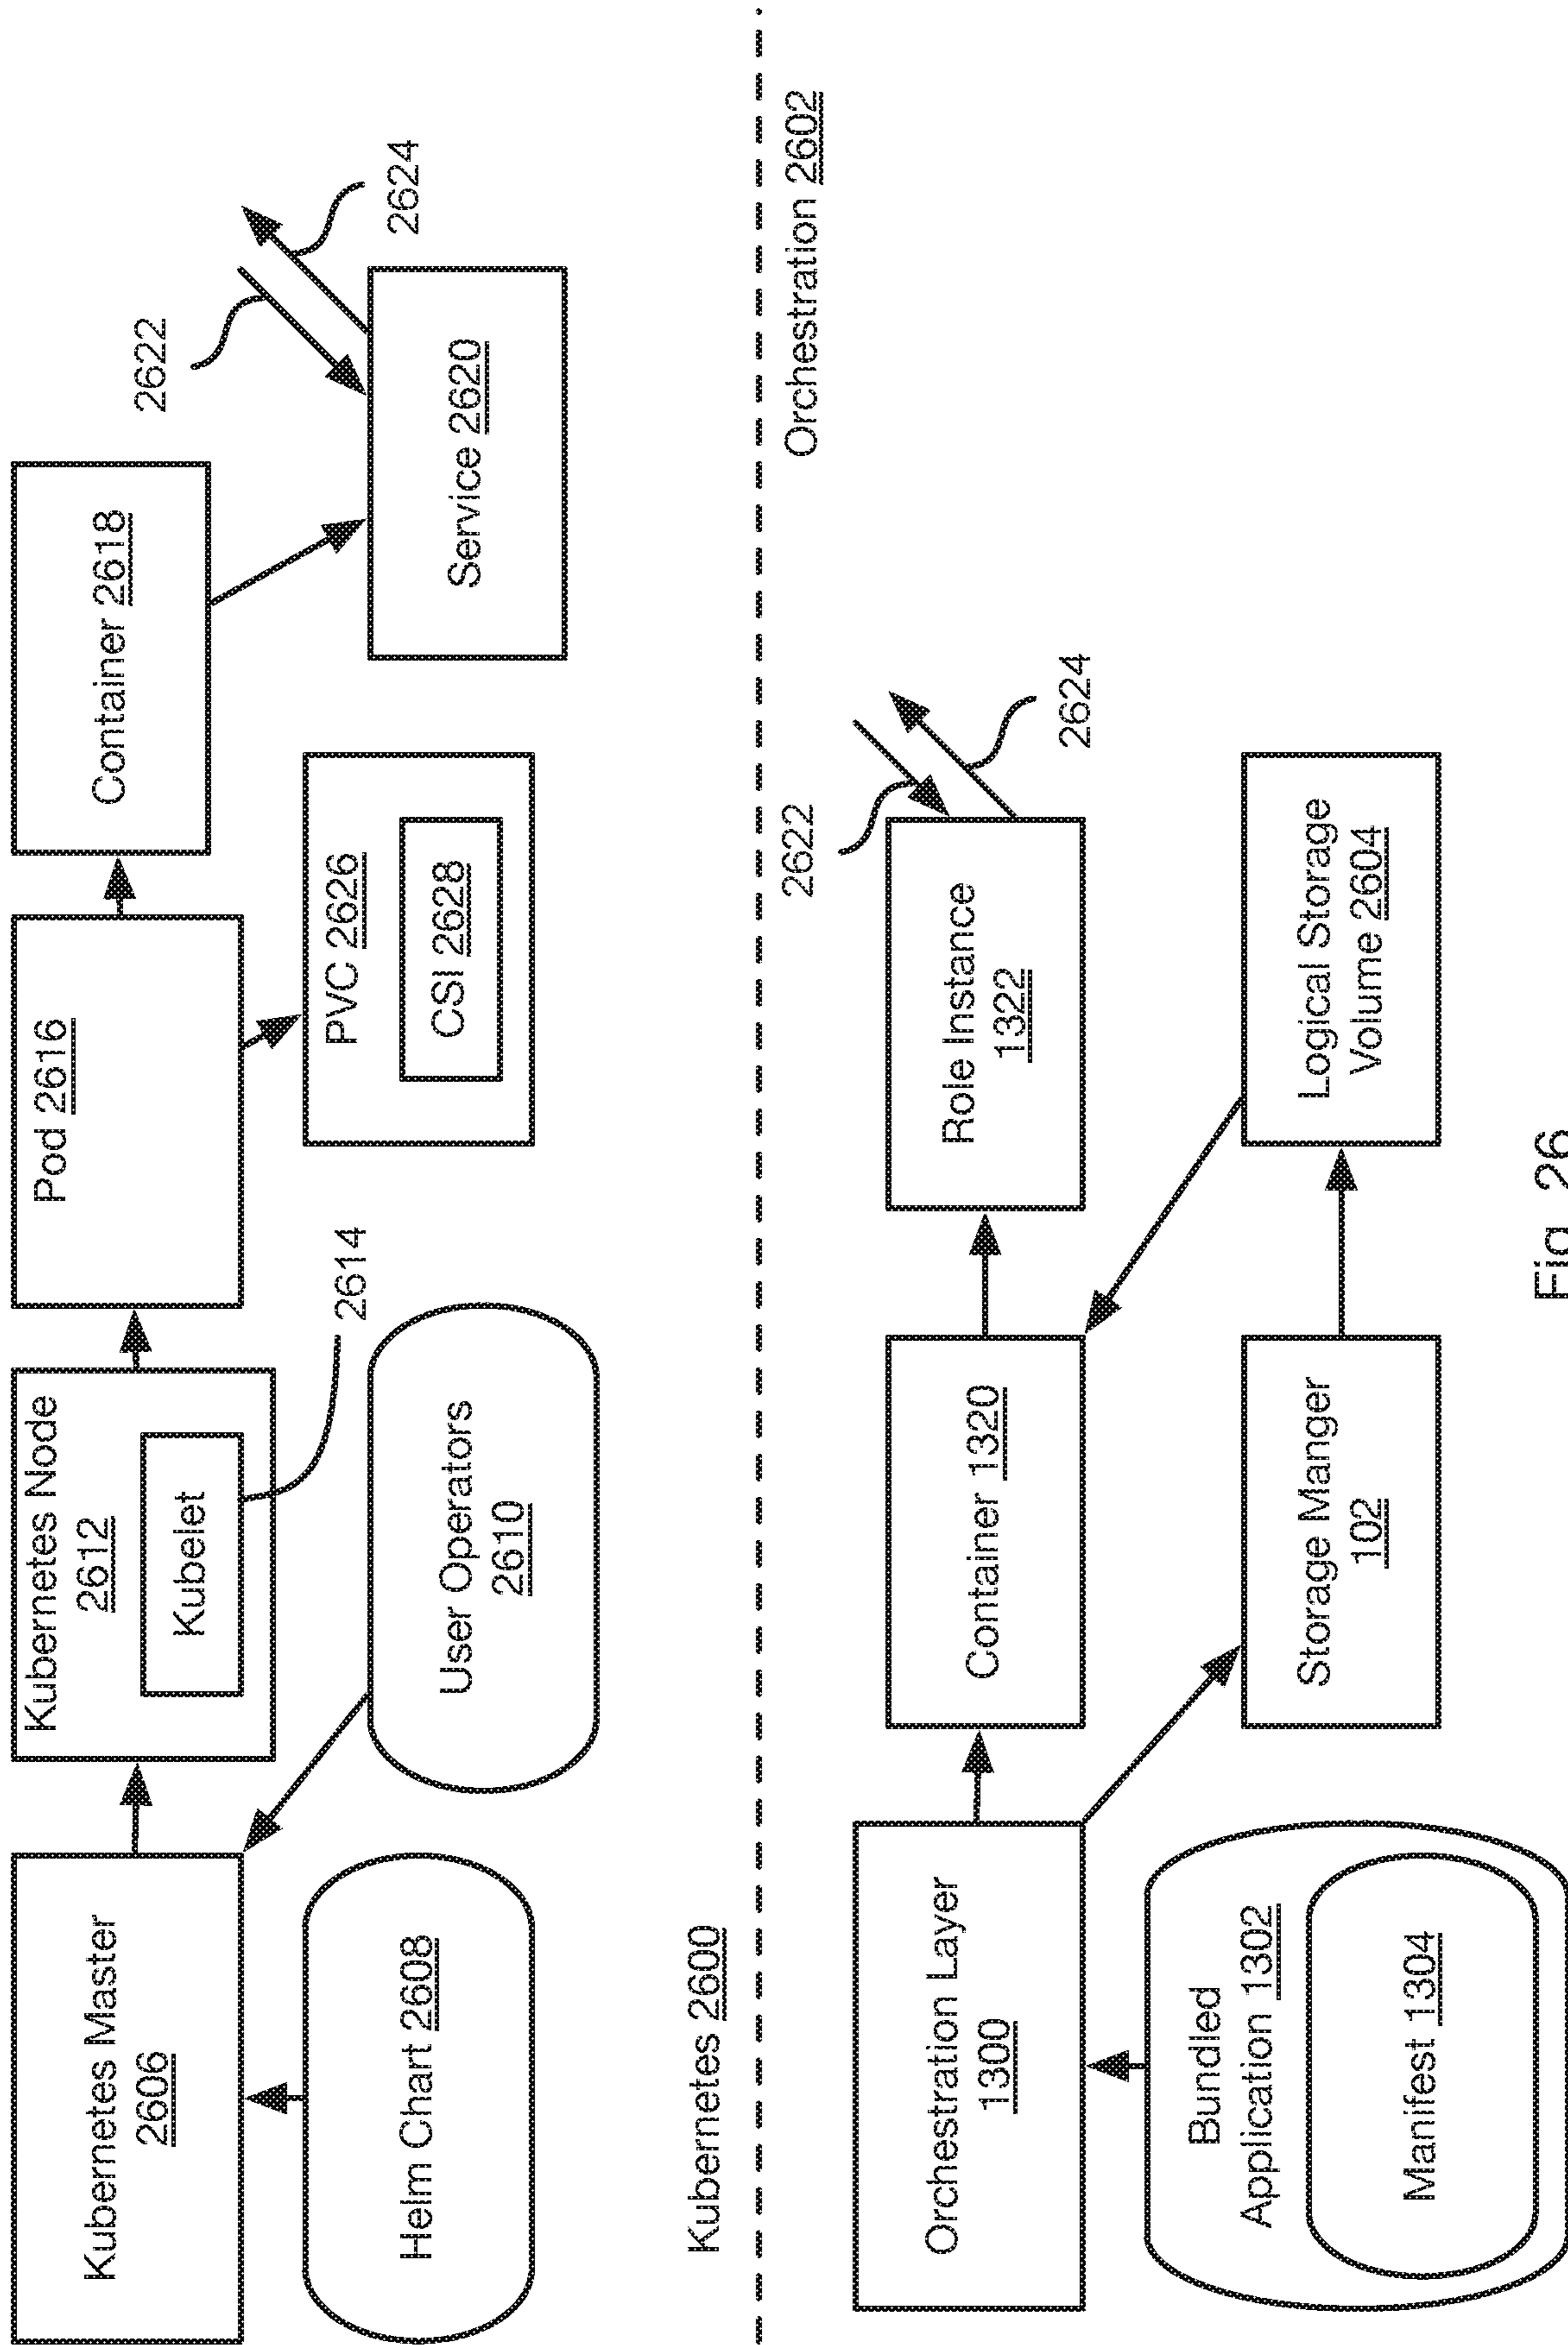 Kubernetes Master
2606
Helm Chart 2608
Kubernetes Node
2612
Kubelet
2614
User Operators
2610
Pod 2616
PVC 2626
CSI 2628
Container 2618
Service 2620
2622
2624
Kubernetes 2600
Orchestration 2602
Orchestration Layer
1300
Bundled
Application 1302
Manifest 1304
Container 1320
Storage Manger
102
Role Instance
1322
2622
2624
Logical Storage
Volume 2604
Fig. 26